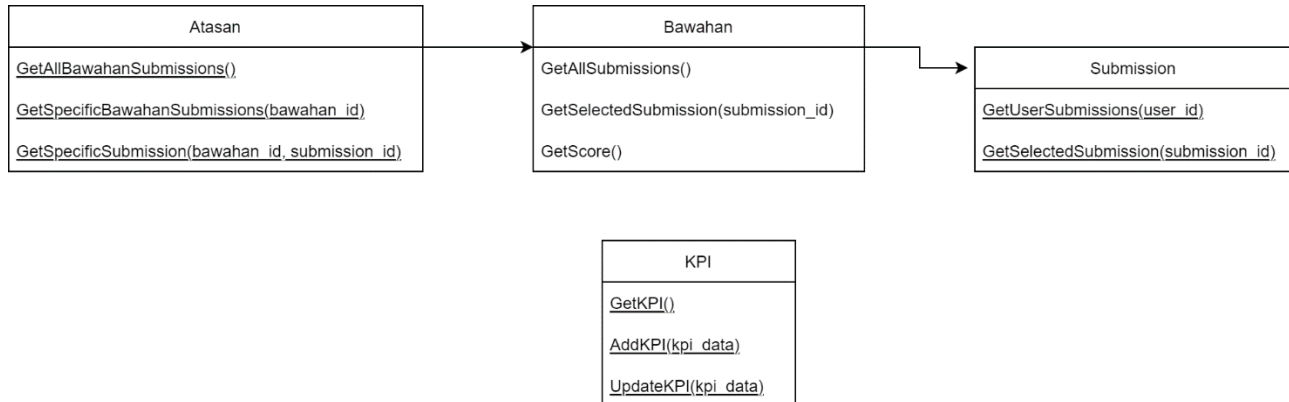 Atasan
GetAllBawahanSubmissions()
GetSpecificBawahanSubmissions(bawahan_id)
GetSpecificSubmission(bawahan_id, submission_id)
Bawahan
GetAllSubmissions()
GetSelectedSubmission(submission_id)
GetScore()
Submission
GetUserSubmissions(user_id)
GetSelectedSubmission(submission_id)
KPI
GetKPI()
AddKPI(kpi_data)
UpdateKPI(kpi_data)